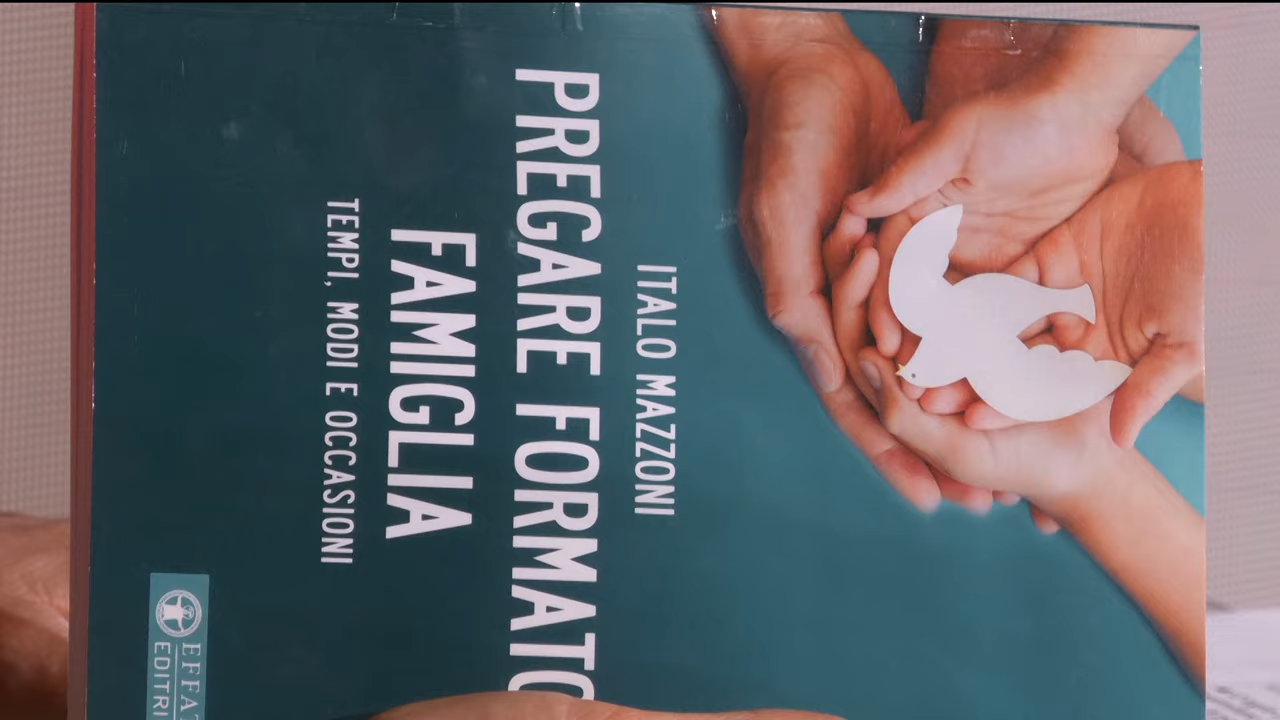 ITALO MAZZONI
PREGARE FORMATO
FAMIGLIA
TEMPI, MODI E OCCASIONI